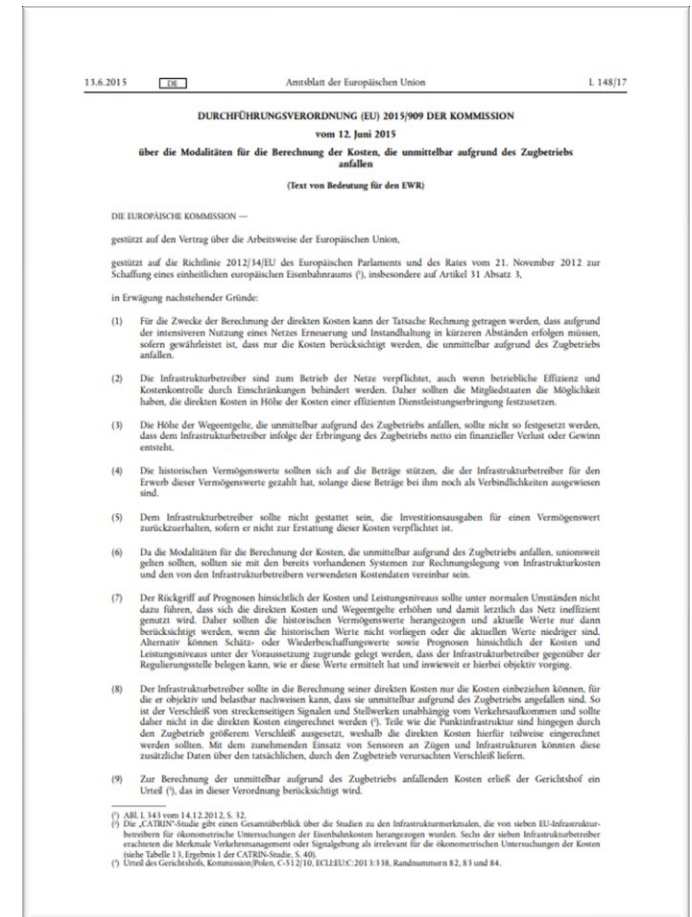 13.6.2015 DE Amtsblatt der Europäischen Union L 148/17
DURCHFÜHRUNGSVERORDNUNG (EU) 2015/909 DER KOMMISSION
vom 12. Juni 2015
über die Modalitäten für die Berechnung der Kosten, die unmittelbar aufgrund des Zugbetriebs
anfallen
(Text von Bedeutung für den EWR)
DIE EUROPÄISCHE KOMMISSION —
gestützt auf den Vertrag über die Arbeitsweise der Europäischen Union,
gestützt auf die Richtlinie 2012/34/EU des Europäischen Parlaments und des Rates vom 21. November 2012 zur
Schaffung eines einheitlichen europäischen Eisenbahnraums (¹), insbesondere auf Artikel 31 Absatz 3,
in Erwägung nachstehender Gründe:
(1) Für die Zwecke der Berechnung der direkten Kosten kann der Tatsache Rechnung getragen werden, dass aufgrund
der intensiveren Nutzung eines Netzes Erneuerung und Instandhaltung in kürzeren Abständen erfolgen müssen,
sofern gewährleistet ist, dass nur die Kosten berücksichtigt werden, die unmittelbar aufgrund des Zugbetriebs
anfallen.
(2) Die Infrastrukturbetreiber sind zum Betrieb der Netze verpflichtet, auch wenn betriebliche Effizienz und
Kostenkontrolle durch Einschränkungen behindert werden. Daher sollten die Mitgliedstaaten die Möglichkeit
haben, die direkten Kosten in Höhe der Kosten einer effizienten Dienstleistungserbringung festzusetzen.
(3) Die Höhe der Wegeentgelte, die unmittelbar aufgrund des Zugbetriebs anfallen, sollte nicht so festgesetzt werden,
dass dem Infrastrukturbetreiber infolge der Erbringung des Zugbetriebs netto ein finanzieller Verlust oder Gewinn
entsteht.
(4) Die historischen Vermögenswerte sollten sich auf die Beträge stützen, die der Infrastrukturbetreiber für den
Erwerb dieser Vermögenswerte gezahlt hat, solange diese Beträge bei ihm noch als Verbindlichkeiten ausgewiesen
sind.
(5) Dem Infrastrukturbetreiber sollte nicht gestattet sein, die Investitionsausgaben für einen Vermögenswert
zurückzuerhalten, sofern er nicht zur Erstattung dieser Kosten verpflichtet ist.
(6) Da die Modalitäten für die Berechnung der Kosten, die unmittelbar aufgrund des Zugbetriebs anfallen, unionsweit
gelten sollten, sollten sie mit den bereits vorhandenen Systemen zur Rechnungslegung von Infrastrukturkosten
und den von den Infrastrukturbetreibern verwendeten Kostendaten vereinbar sein.
(7) Der Rückgriff auf Prognosen hinsichtlich der Kosten und Leistungsniveaus sollte unter normalen Umständen nicht
dazu führen, dass sich die direkten Kosten und Wegeentgelte erhöhen und damit letztlich das Netz ineffizient
genutzt wird. Daher sollten die historischen Vermögenswerte herangezogen und aktuelle Werte nur dann
berücksichtigt werden, wenn die historischen Werte nicht vorliegen oder die aktuellen Werte niedriger sind.
Alternativ können Schätz- oder Wiederbeschaffungswerte sowie Prognosen hinsichtlich der Kosten und
Leistungsniveaus unter der Voraussetzung zugrunde gelegt werden, dass der Infrastrukturbetreiber gegenüber der
Regulierungsstelle belegen kann, wie er diese Werte ermittelt hat und inwieweit er hierbei objektiv vorging.
(8) Der Infrastrukturbetreiber sollte in die Berechnung seiner direkten Kosten nur die Kosten einbeziehen können, für
die er objektiv und belastbar nachweisen kann, dass sie unmittelbar aufgrund des Zugbetriebs angefallen sind. So
ist der Verschleiß von streckenseitigen Signalen und Stellwerken unabhängig vom Verkehrsaufkommen und sollte
daher nicht in die direkten Kosten eingerechnet werden (²). Teile wie die Punktinfrastruktur sind hingegen durch
den Zugbetrieb größerem Verschleiß ausgesetzt, weshalb die direkten Kosten hierfür teilweise eingerechnet
werden sollten. Mit dem zunehmenden Einsatz von Sensoren an Zügen und Infrastrukturen könnten diese
zusätzliche Daten über den tatsächlichen, durch den Zugbetrieb verursachten Verschleiß liefern.
(9) Zur Berechnung der unmittelbar aufgrund des Zugbetriebs anfallenden Kosten erließ der Gerichtshof ein
Urteil (³), das in dieser Verordnung berücksichtigt wird.
(¹) ABl. L 343 vom 14.12.2012, S. 32.
(²) Die „CATRIN“-Studie gibt einen Gesamtüberblick über die Studien zu den Infrastrukturmerkmalen, die von sieben EU-Infrastruktur-
betreibern für ökonometrische Untersuchungen der Eisenbahnkosten herangezogen wurden. Sechs der sieben Infrastrukturbetreiber
erachteten die Merkmale Verkehrsmanagement oder Signalgebung als irrelevant für die ökonometrischen Untersuchungen der Kosten
(siehe Tabelle 13, Ergebnis 1 der CATRIN-Studie, S. 40).
(³) Urteil des Gerichtshofs, Kommission/Polen, C-512/10, ECLI:EU:C:2013:338, Randnummern 82, 83 und 84.